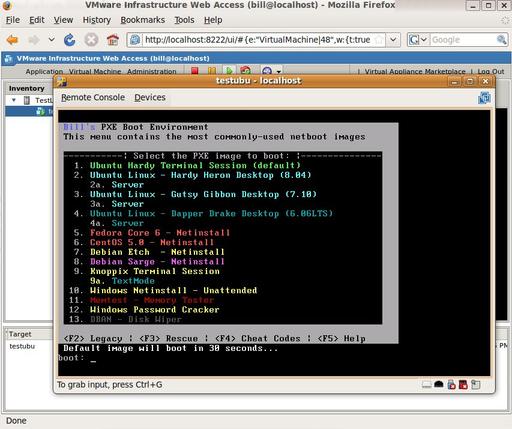 VMware Infrastructure Web Access (bill@localhost) - Mozilla Firefox
File Edit View History Bookmarks Tools Help
http://localhost:8222/ui/#{e:"VirtualMachine|48",w:{t:true
Google
VMware Infrastructure Web Access (bill@localhost)
Application Virtual Machine Administration | Virtual Appliance Marketplace | Log Out
Inventory
testubu - localhost
Remote Console Devices
Bill's PXE Boot Environment
This menu contains the most commonly-used netboot images
-----------¦ Select the PXE image to boot: ¦---------------
1. Ubuntu Hardy Terminal Session (default)
2. Ubuntu Linux - Hardy Heron Desktop (8.04)
2a. Server
3. Ubuntu Linux - Gutsy Gibbon Desktop (7.10)
3a. Server
4. Ubuntu Linux - Dapper Drake Desktop (6.06LTS)
4a. Server
5. Fedora Core 6 - Netinstall
6. CentOS 5.0 - Netinstall
7. Debian Etch - Netinstall
8. Debian Sarge - Netinstall
9. Knoppix Terminal Session
9a. TextMode
10. Windows Netinstall - Unattended
11. Memtest - Memory Tester
12. Windows Password Cracker
13. DBAN - Disk Wiper
<F2> Legacy ¦ <F3> Rescue ¦ <F4> Cheat Codes ¦ <F5> Help
Default image will boot in 30 seconds...
boot: _
Target
testubu
To grab input, press Ctrl+G
Done